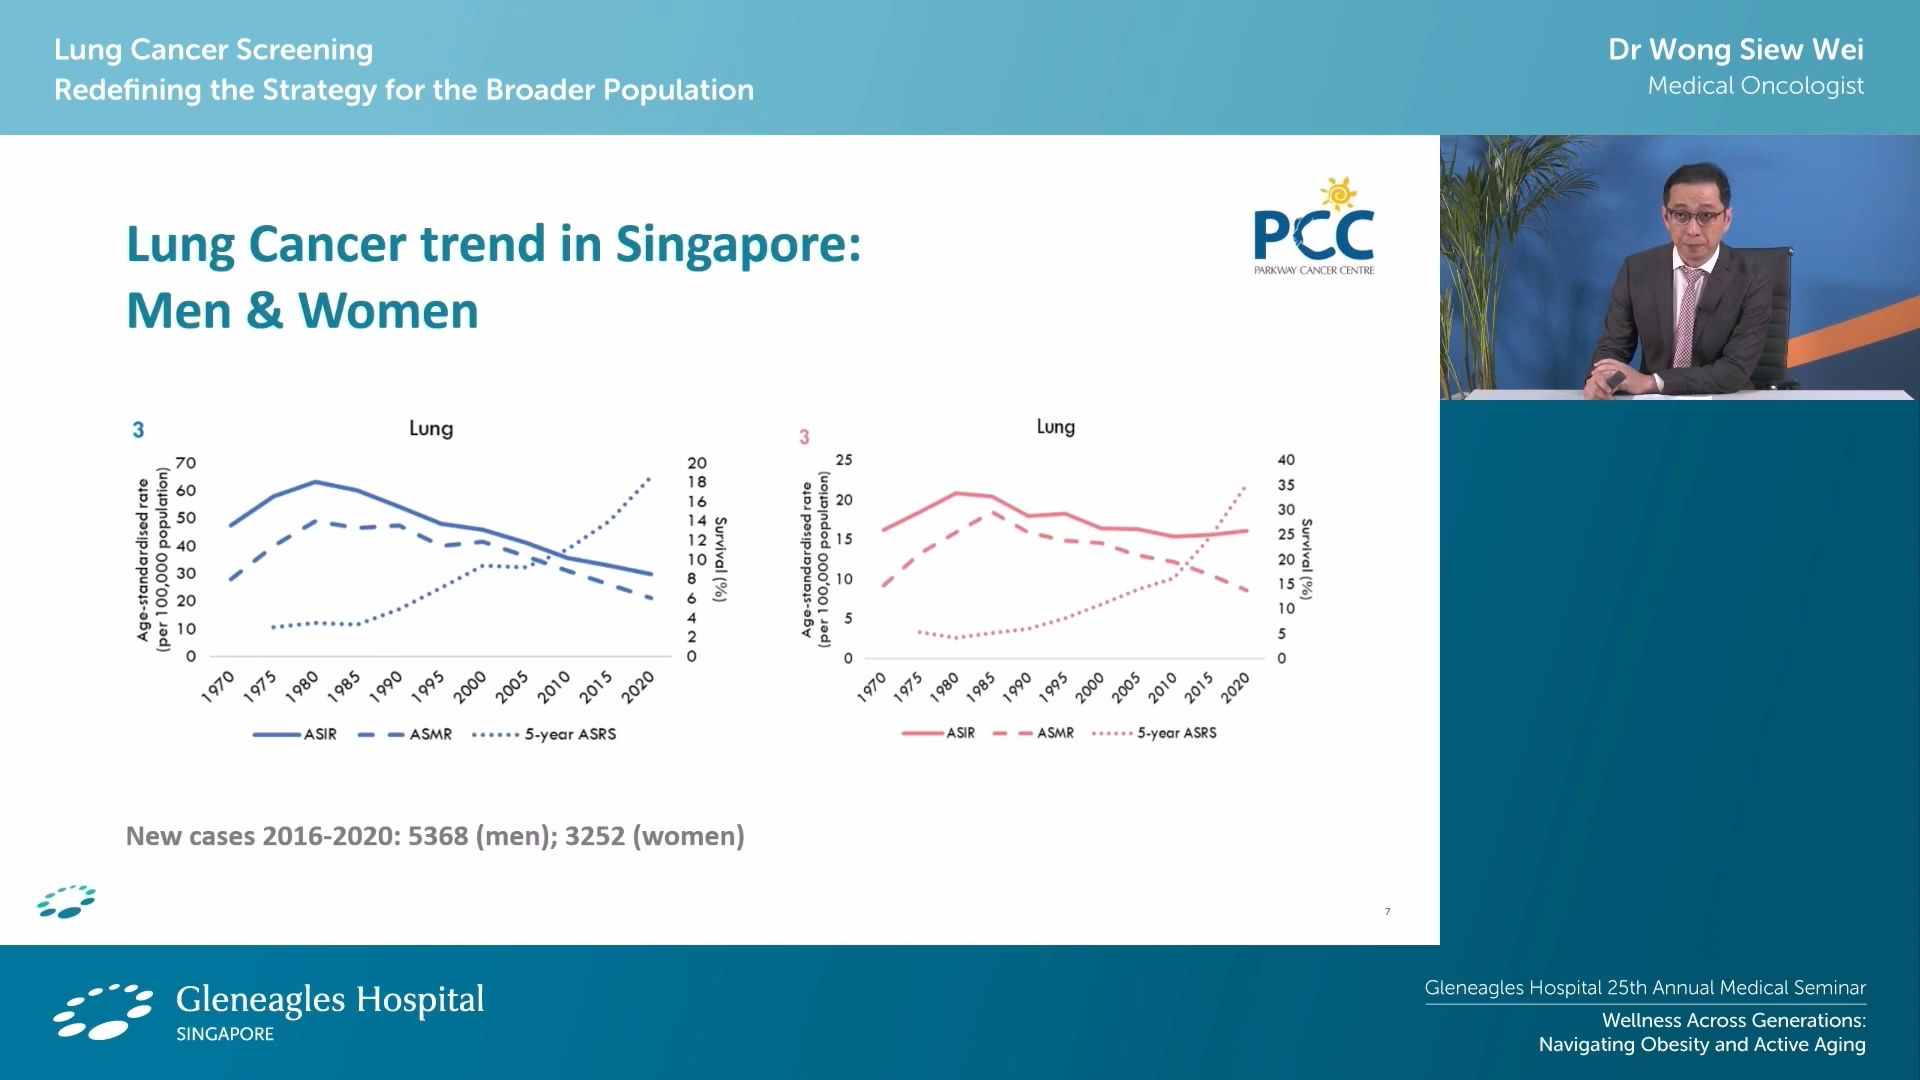 Lung Cancer Screening
Redefining the Strategy for the Broader Population
Dr Wong Siew Wei
Medical Oncologist
Lung Cancer trend in Singapore:
Men & Women
PCC
PARKWAY CANCER CENTRE
3
Lung
Age-standardised rate
(per 100,000 population)
70
60
50
40
30
20
10
0
20
18
16
14
12
10
8
6
4
2
0
Survival (%)
1970
1975
1980
1985
1990
1995
2000
2005
2010
2015
2020
ASIR
ASMR
5-year ASRS
3
Lung
Age-standardised rate
(per 100,000 population)
25
20
15
10
5
0
40
35
30
25
20
15
10
5
0
Survival (%)
1970
1975
1980
1985
1990
1995
2000
2005
2010
2015
2020
ASIR
ASMR
5-year ASRS
New cases 2016-2020: 5368 (men); 3252 (women)
7
Gleneagles Hospital
SINGAPORE
Gleneagles Hospital 25th Annual Medical Seminar
Wellness Across Generations:
Navigating Obesity and Active Aging